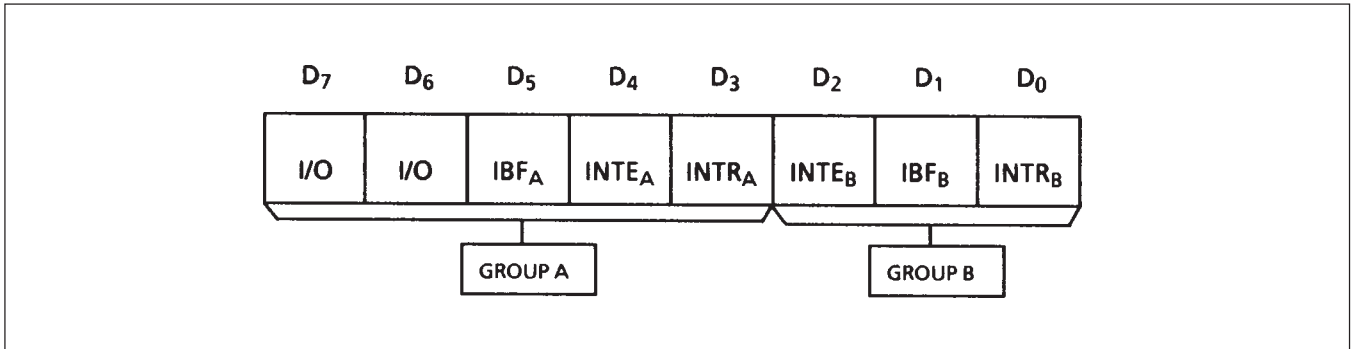 D7 D6 D5 D4 D3 D2 D1 D0
I/O I/O IBFA INTEA INTRA INTEB IBFB INTRB
GROUP A GROUP B